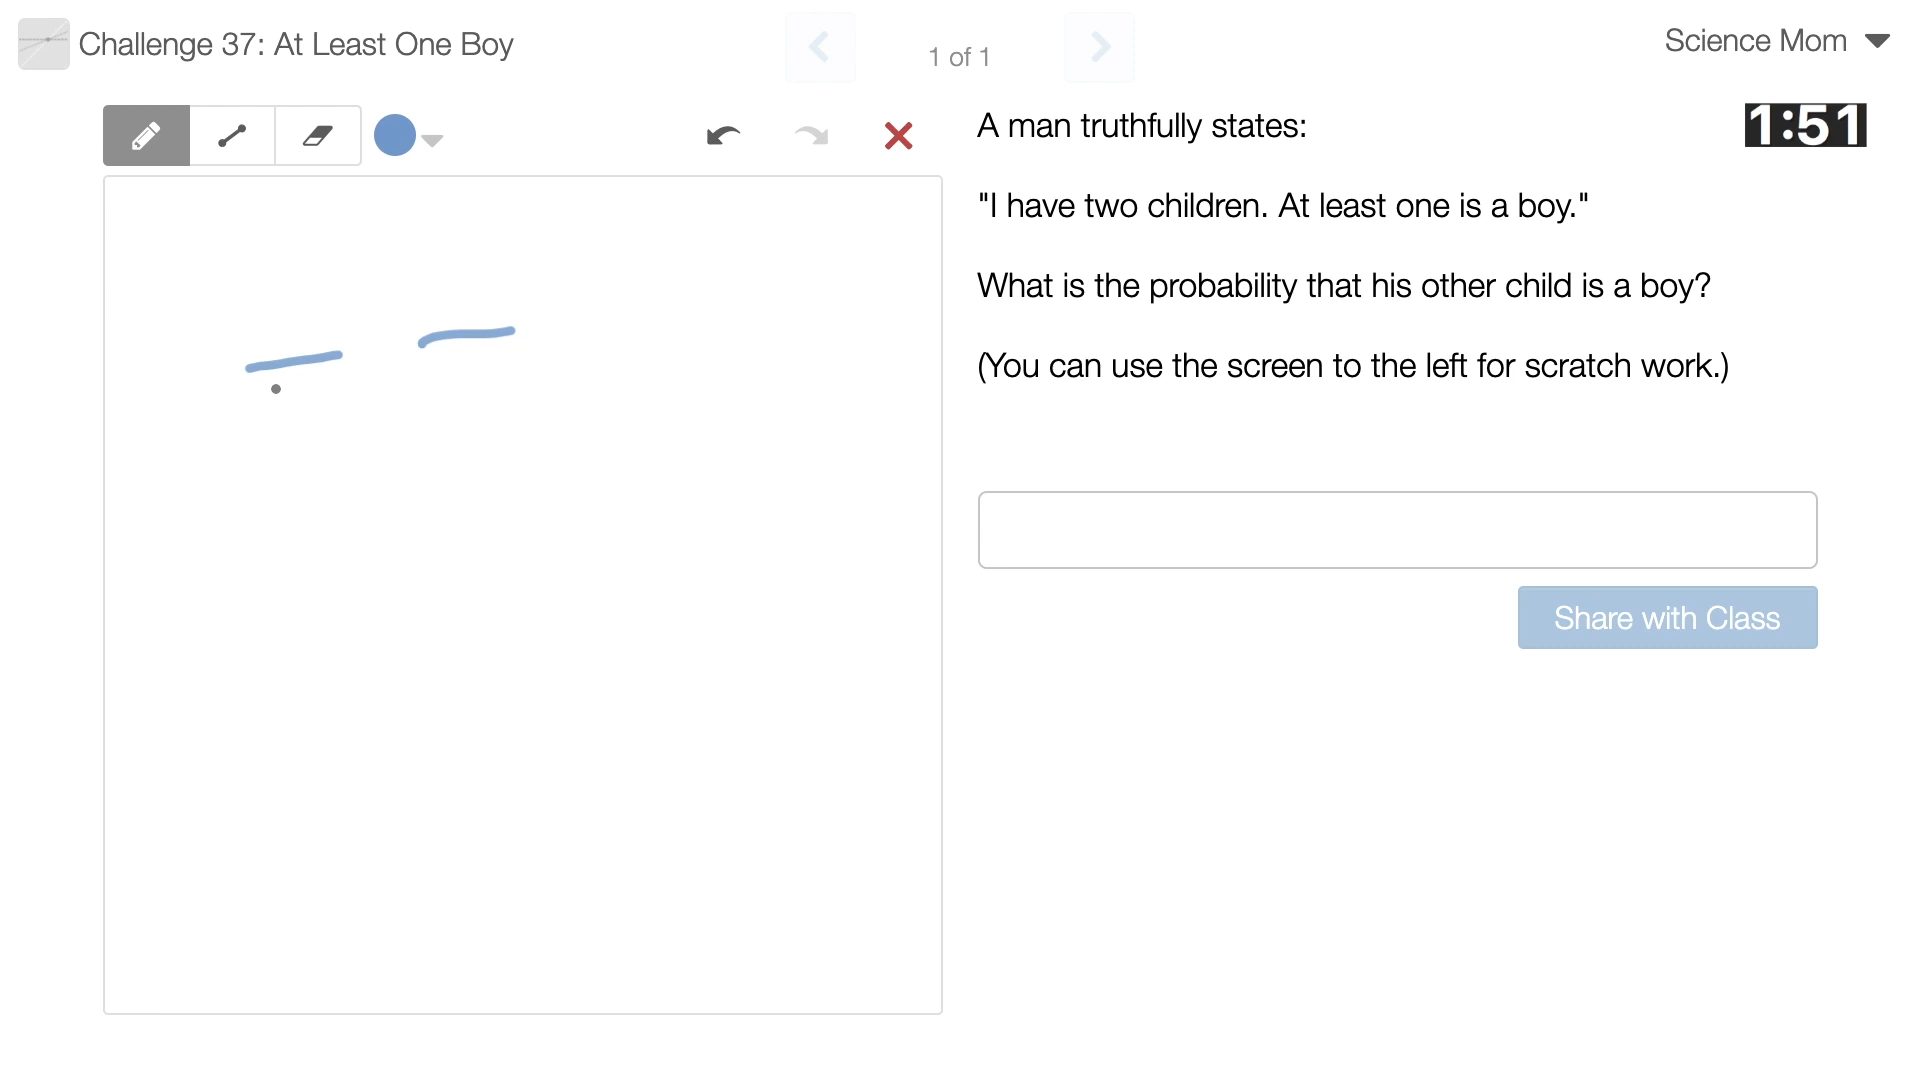 Challenge 37: At Least One Boy
1 of 1
Science Mom
A man truthfully states:
1:51
"I have two children. At least one is a boy."
What is the probability that his other child is a boy?
(You can use the screen to the left for scratch work.)
Share with Class